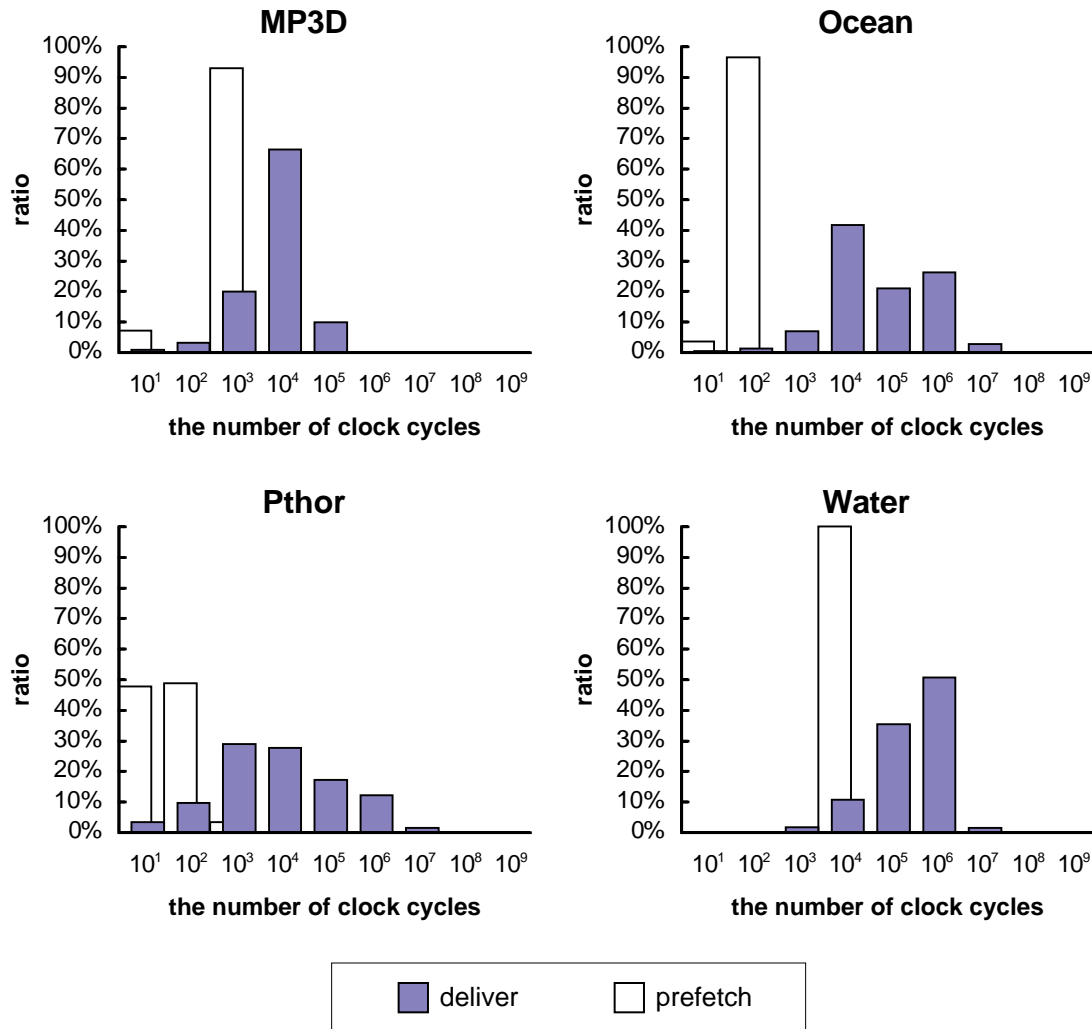 MP3D
100%
90%
80%
70%
60%
50%
40%
30%
20%
10%
0%
ratio
10¹ 10² 10³ 10⁴ 10⁵ 10⁶ 10⁷ 10⁸ 10⁹
the number of clock cycles
Ocean
100%
90%
80%
70%
60%
50%
40%
30%
20%
10%
0%
ratio
10¹ 10² 10³ 10⁴ 10⁵ 10⁶ 10⁷ 10⁸ 10⁹
the number of clock cycles
Pthor
100%
90%
80%
70%
60%
50%
40%
30%
20%
10%
0%
ratio
10¹ 10² 10³ 10⁴ 10⁵ 10⁶ 10⁷ 10⁸ 10⁹
the number of clock cycles
Water
100%
90%
80%
70%
60%
50%
40%
30%
20%
10%
0%
ratio
10¹ 10² 10³ 10⁴ 10⁵ 10⁶ 10⁷ 10⁸ 10⁹
the number of clock cycles
deliver prefetch